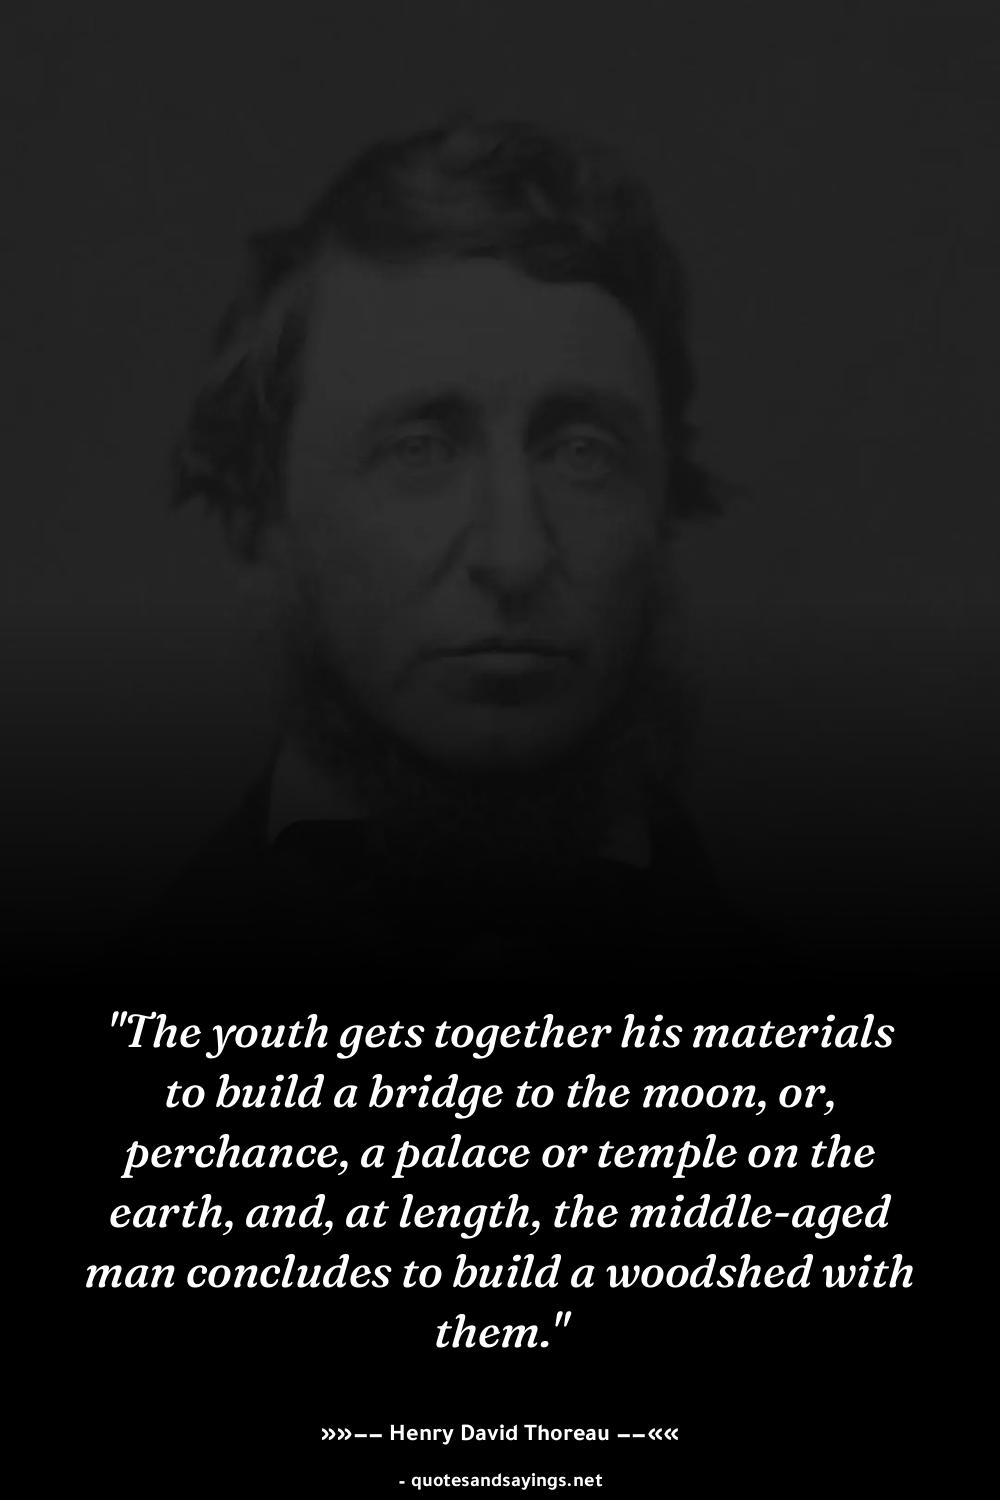 "The youth gets together his materials
to build a bridge to the moon, or,
perchance, a palace or temple on the
earth, and, at length, the middle-aged
man concludes to build a woodshed with
them."
»»−− Henry David Thoreau −−««
- quotesandsayings.net